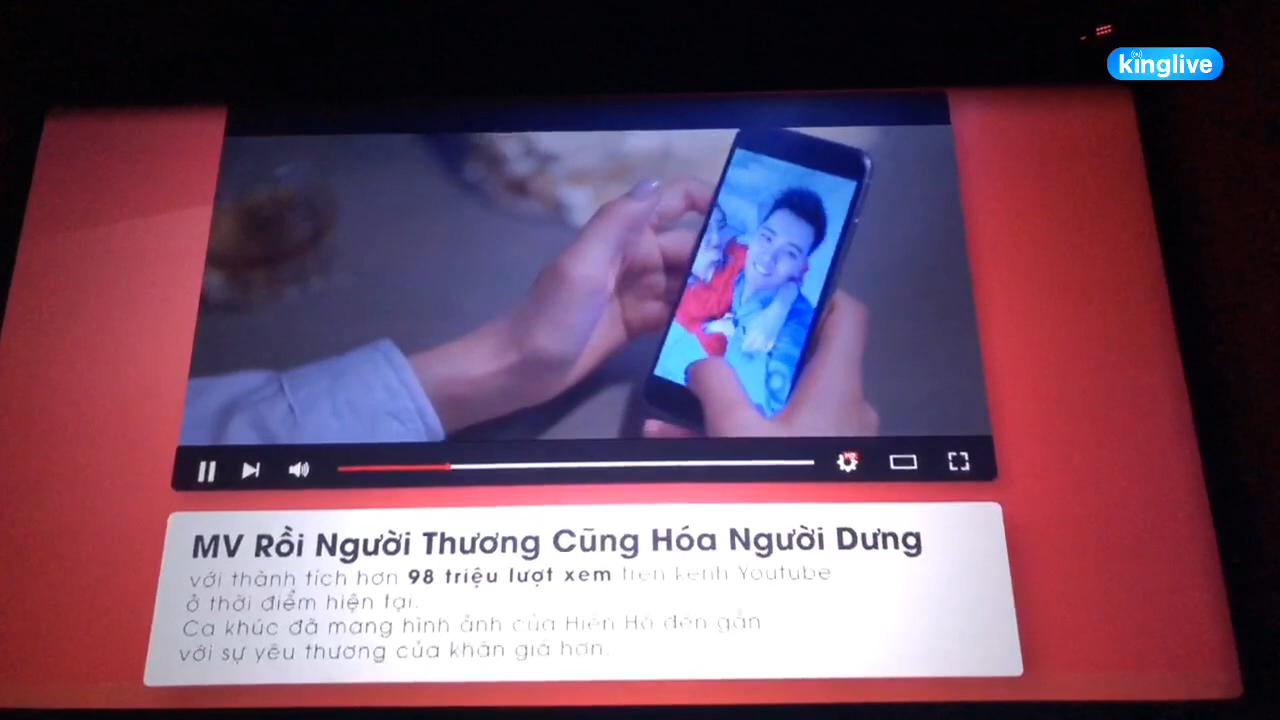 kinglive
MV Rồi Người Thương Cũng Hóa Người Dưng
với thành tích hơn 98 triệu lượt xem trên kênh Youtube
ở thời điểm hiện tại.
Ca khúc đã mang hình ảnh của Hiền Hồ đến gần
với sự yêu thương của khán giả hơn.